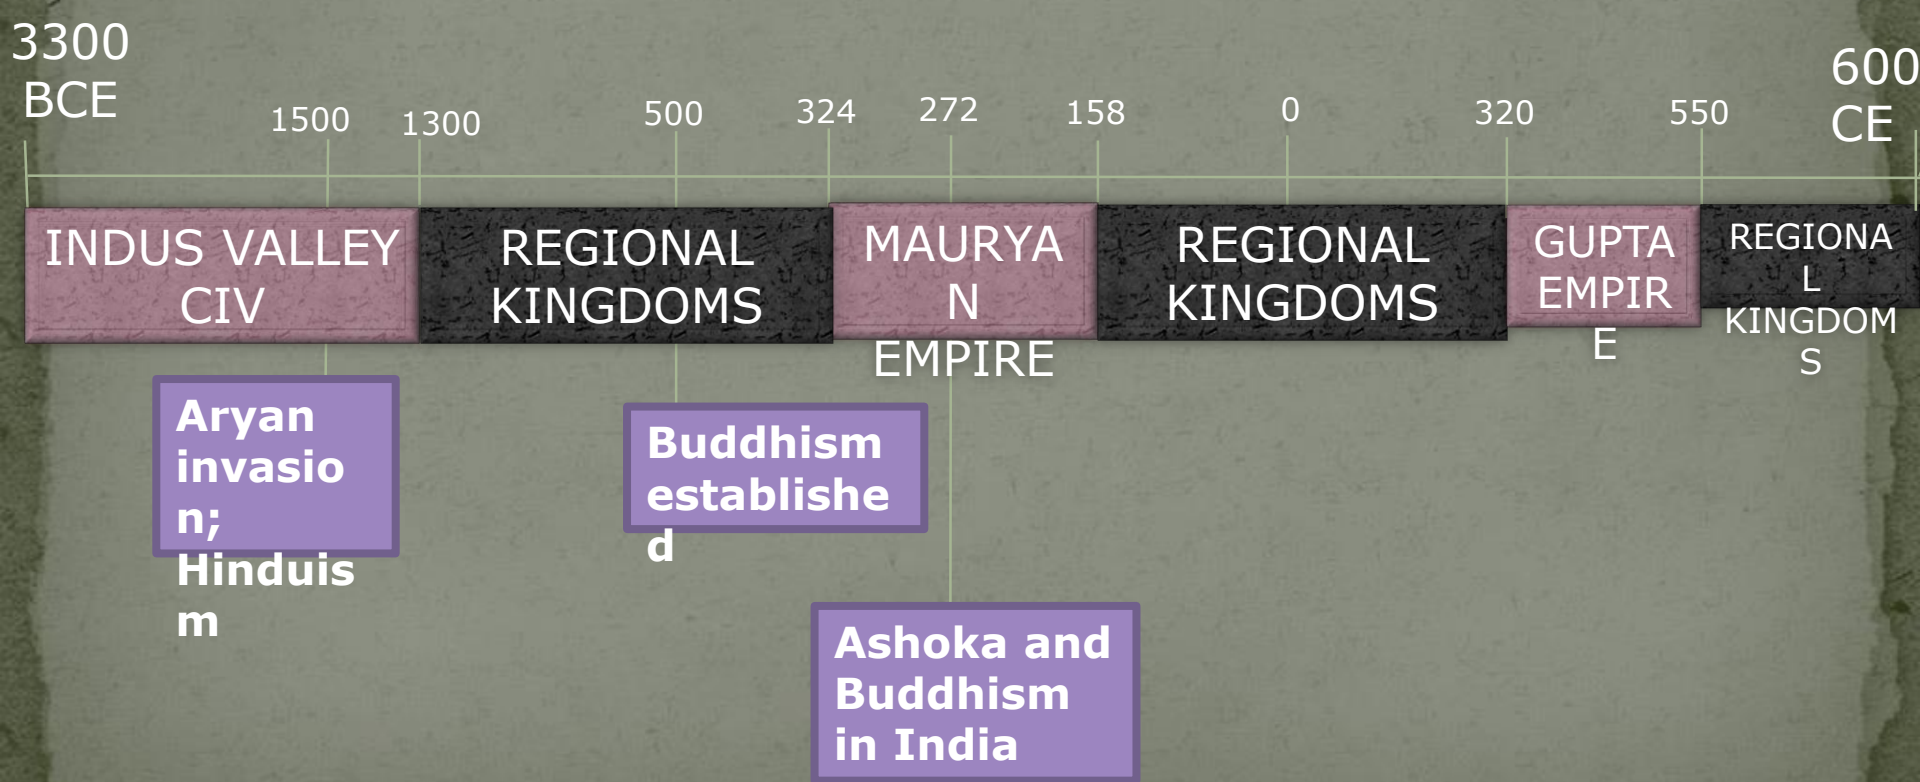 3300
BCE
1500
1300
500
324
272
158
0
320
550
600
CE
INDUS VALLEY
CIV
REGIONAL
KINGDOMS
MAURYA
N
EMPIRE
REGIONAL
KINGDOMS
GUPTA
EMPIR
E
REGIONA
L
KINGDOM
S
Aryan
invasio
n;
Hinduis
m
Buddhism
establishe
d
Ashoka and
Buddhism
in India